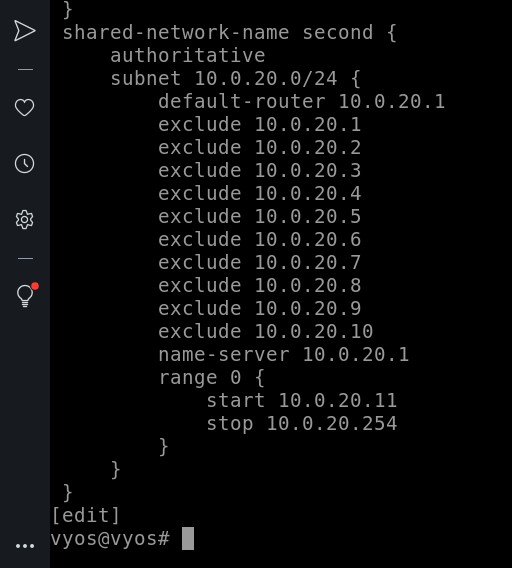 }
shared-network-name second {
authoritative
subnet 10.0.20.0/24 {
default-router 10.0.20.1
exclude 10.0.20.1
exclude 10.0.20.2
exclude 10.0.20.3
exclude 10.0.20.4
exclude 10.0.20.5
exclude 10.0.20.6
exclude 10.0.20.7
exclude 10.0.20.8
exclude 10.0.20.9
exclude 10.0.20.10
name-server 10.0.20.1
range 0 {
start 10.0.20.11
stop 10.0.20.254
}
}
}
[edit]
vyos@vyos#